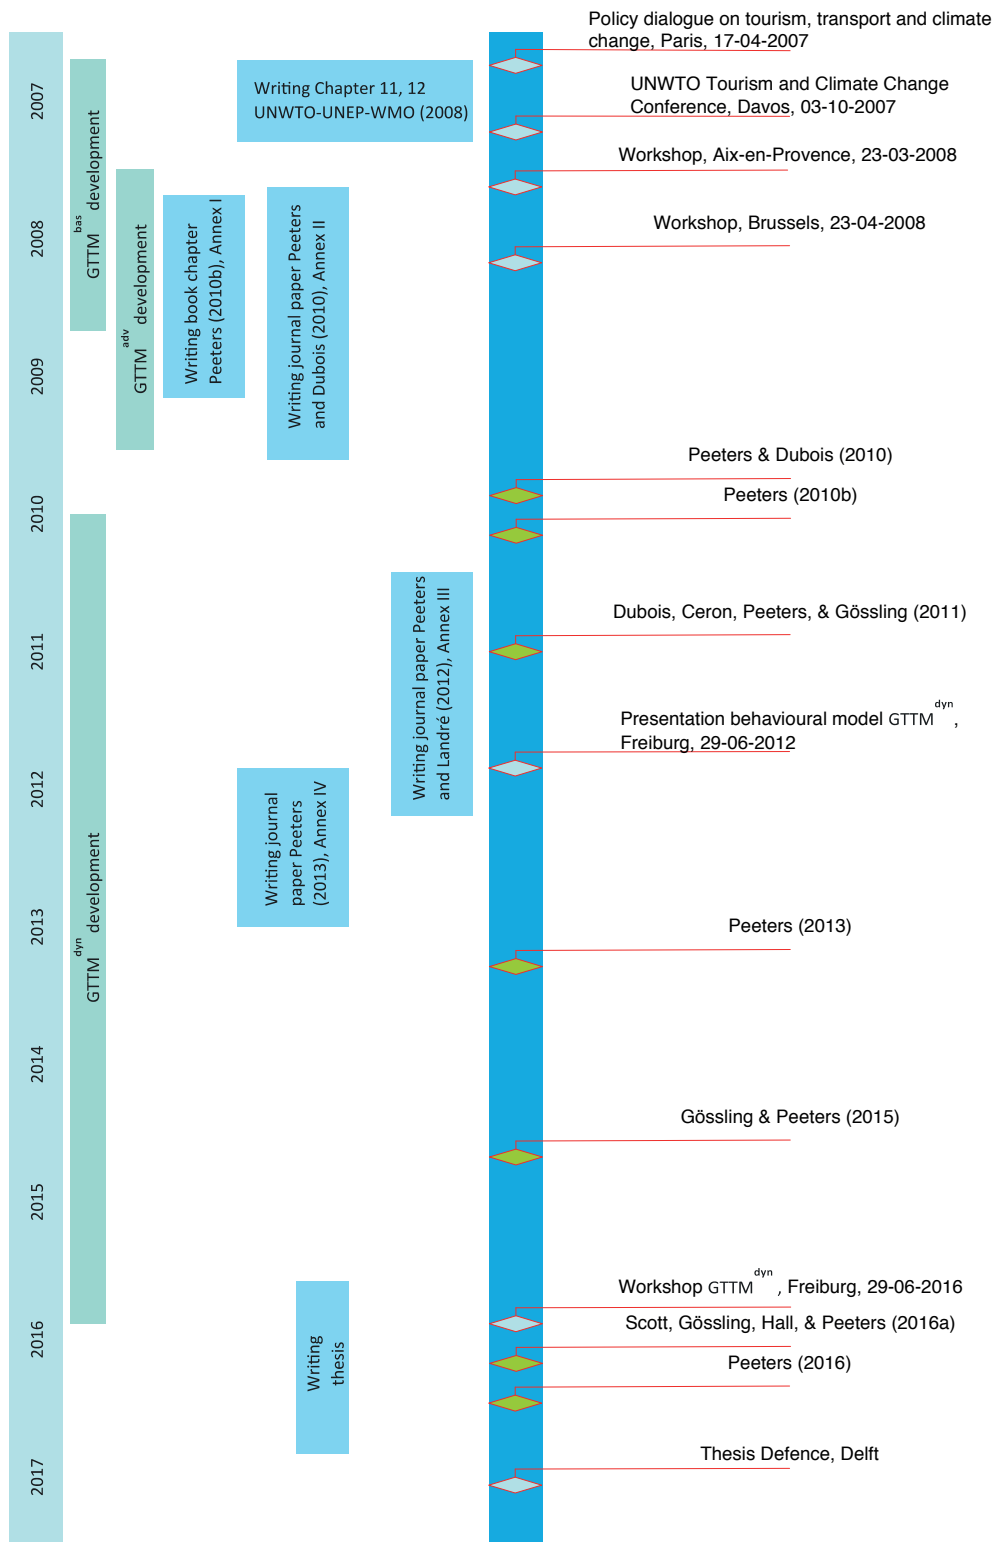 2007
2008
2009
2010
2011
2012
2013
2014
2015
2016
2017
GTTM bas development
GTTM adv development
GTTM dyn development
Writing Chapter 11, 12
UNWTO-UNEP-WMO (2008)
Writing book chapter
Peeters (2010b), Annex I
Writing journal paper Peeters
and Dubois (2010), Annex II
Writing journal paper Peeters
and Landré (2012), Annex III
Writing journal
paper Peeters
(2013), Annex IV
Writing
thesis
Policy dialogue on tourism, transport and climate
change, Paris, 17-04-2007
UNWTO Tourism and Climate Change
Conference, Davos, 03-10-2007
Workshop, Aix-en-Provence, 23-03-2008
Workshop, Brussels, 23-04-2008
Peeters & Dubois (2010)
Peeters (2010b)
Dubois, Ceron, Peeters, & Gössling (2011)
Presentation behavioural model GTTM dyn,
Freiburg, 29-06-2012
Peeters (2013)
Gössling & Peeters (2015)
Workshop GTTM dyn, Freiburg, 29-06-2016
Scott, Gössling, Hall, & Peeters (2016a)
Peeters (2016)
Thesis Defence, Delft